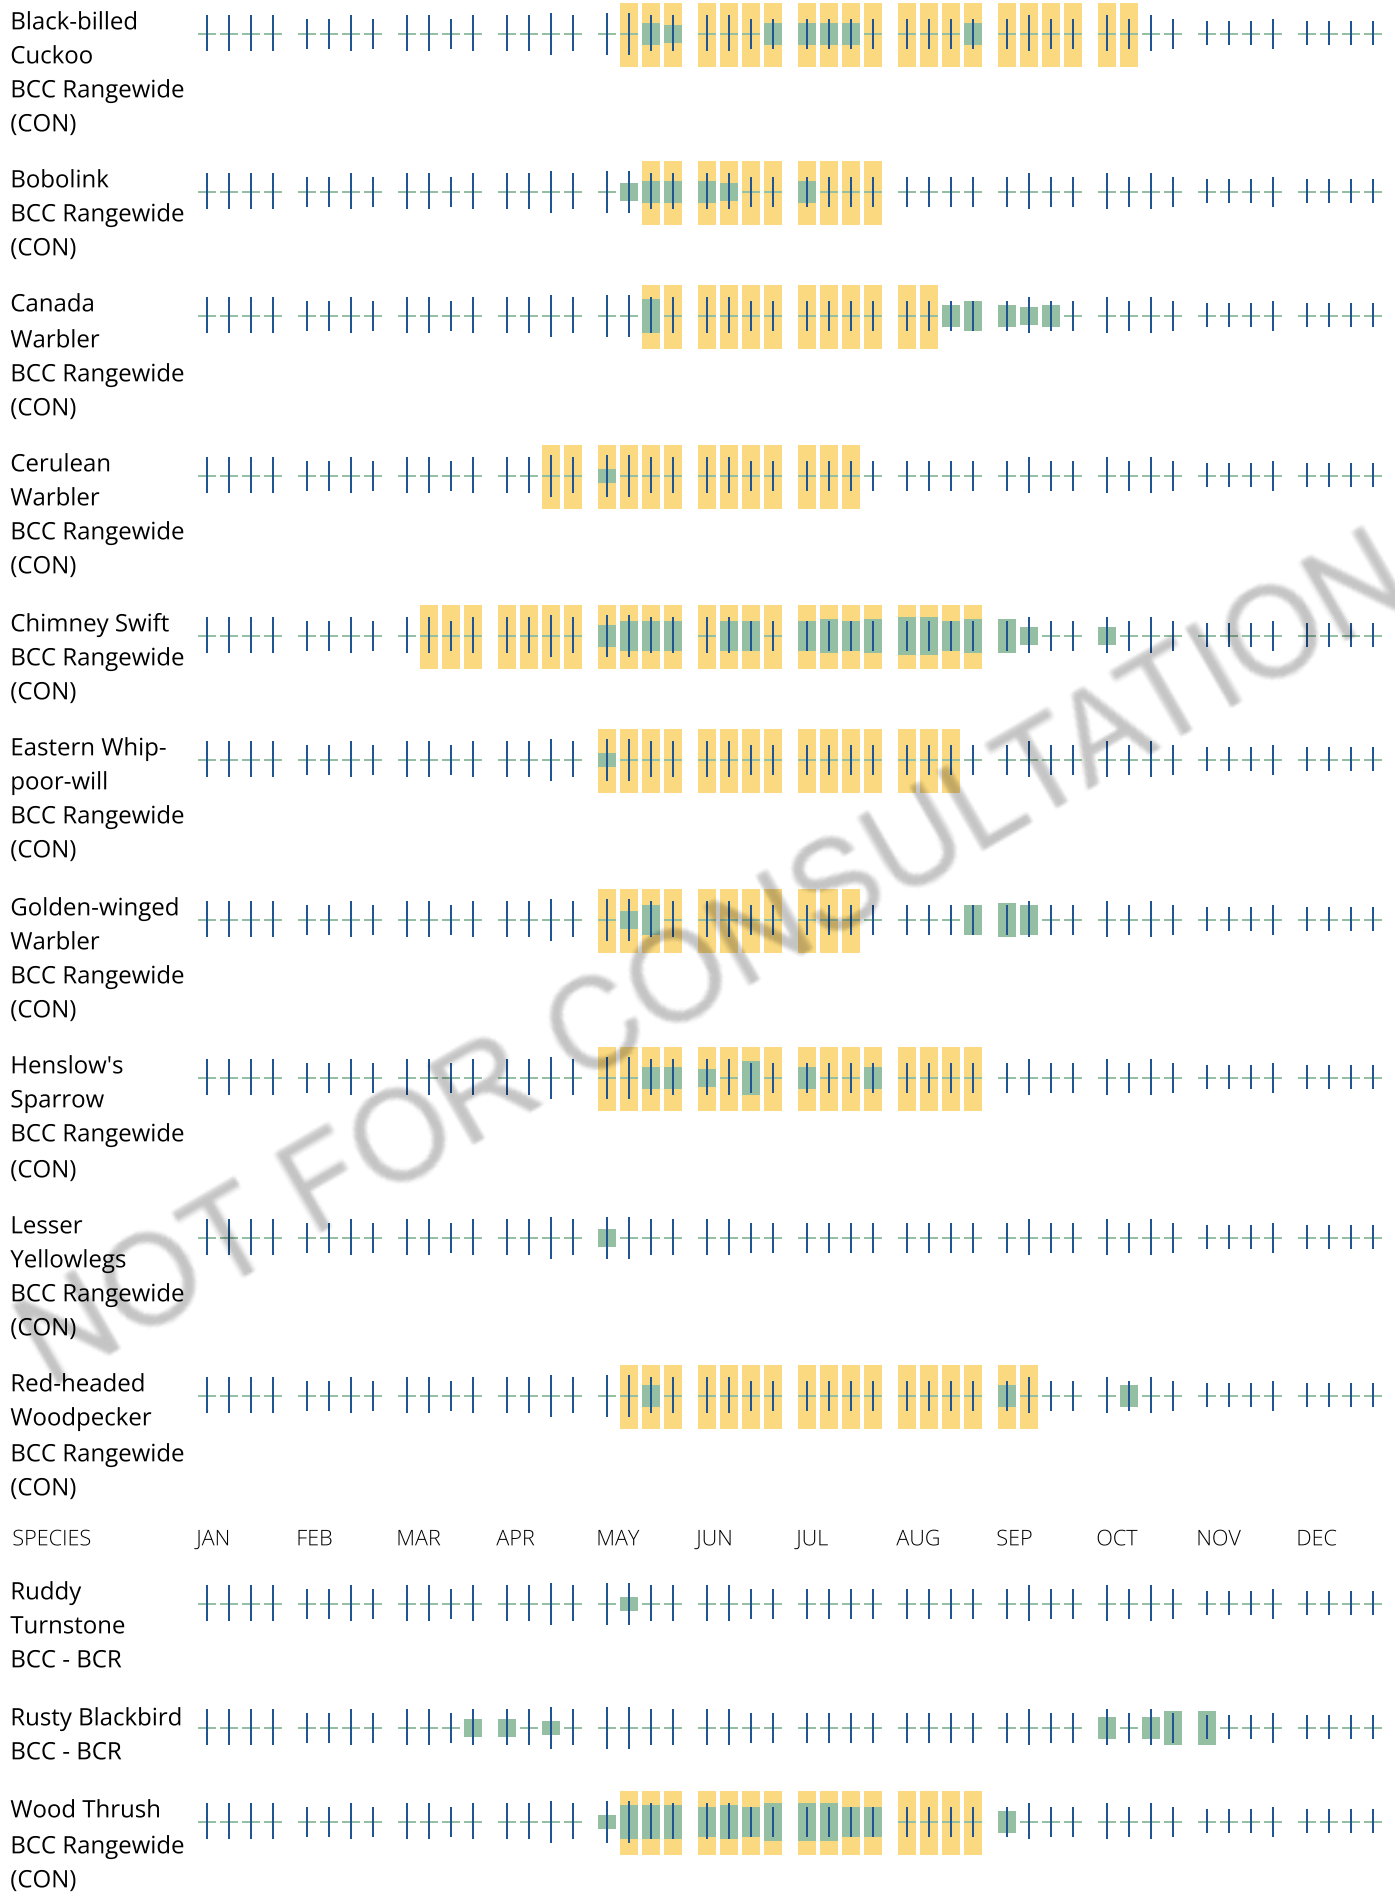 Black-billed
Cuckoo
BCC Rangewide
(CON)
Bobolink
BCC Rangewide
(CON)
Canada
Warbler
BCC Rangewide
(CON)
Cerulean
Warbler
BCC Rangewide
(CON)
Chimney Swift
BCC Rangewide
(CON)
Eastern Whip-
poor-will
BCC Rangewide
(CON)
Golden-winged
Warbler
BCC Rangewide
(CON)
Henslow's
Sparrow
BCC Rangewide
(CON)
Lesser
Yellowlegs
BCC Rangewide
(CON)
Red-headed
Woodpecker
BCC Rangewide
(CON)
SPECIES JAN FEB MAR APR MAY JUN JUL AUG SEP OCT NOV DEC
Ruddy
Turnstone
BCC - BCR
Rusty Blackbird
BCC - BCR
Wood Thrush
BCC Rangewide
(CON)
NOT FOR CONSULTATION